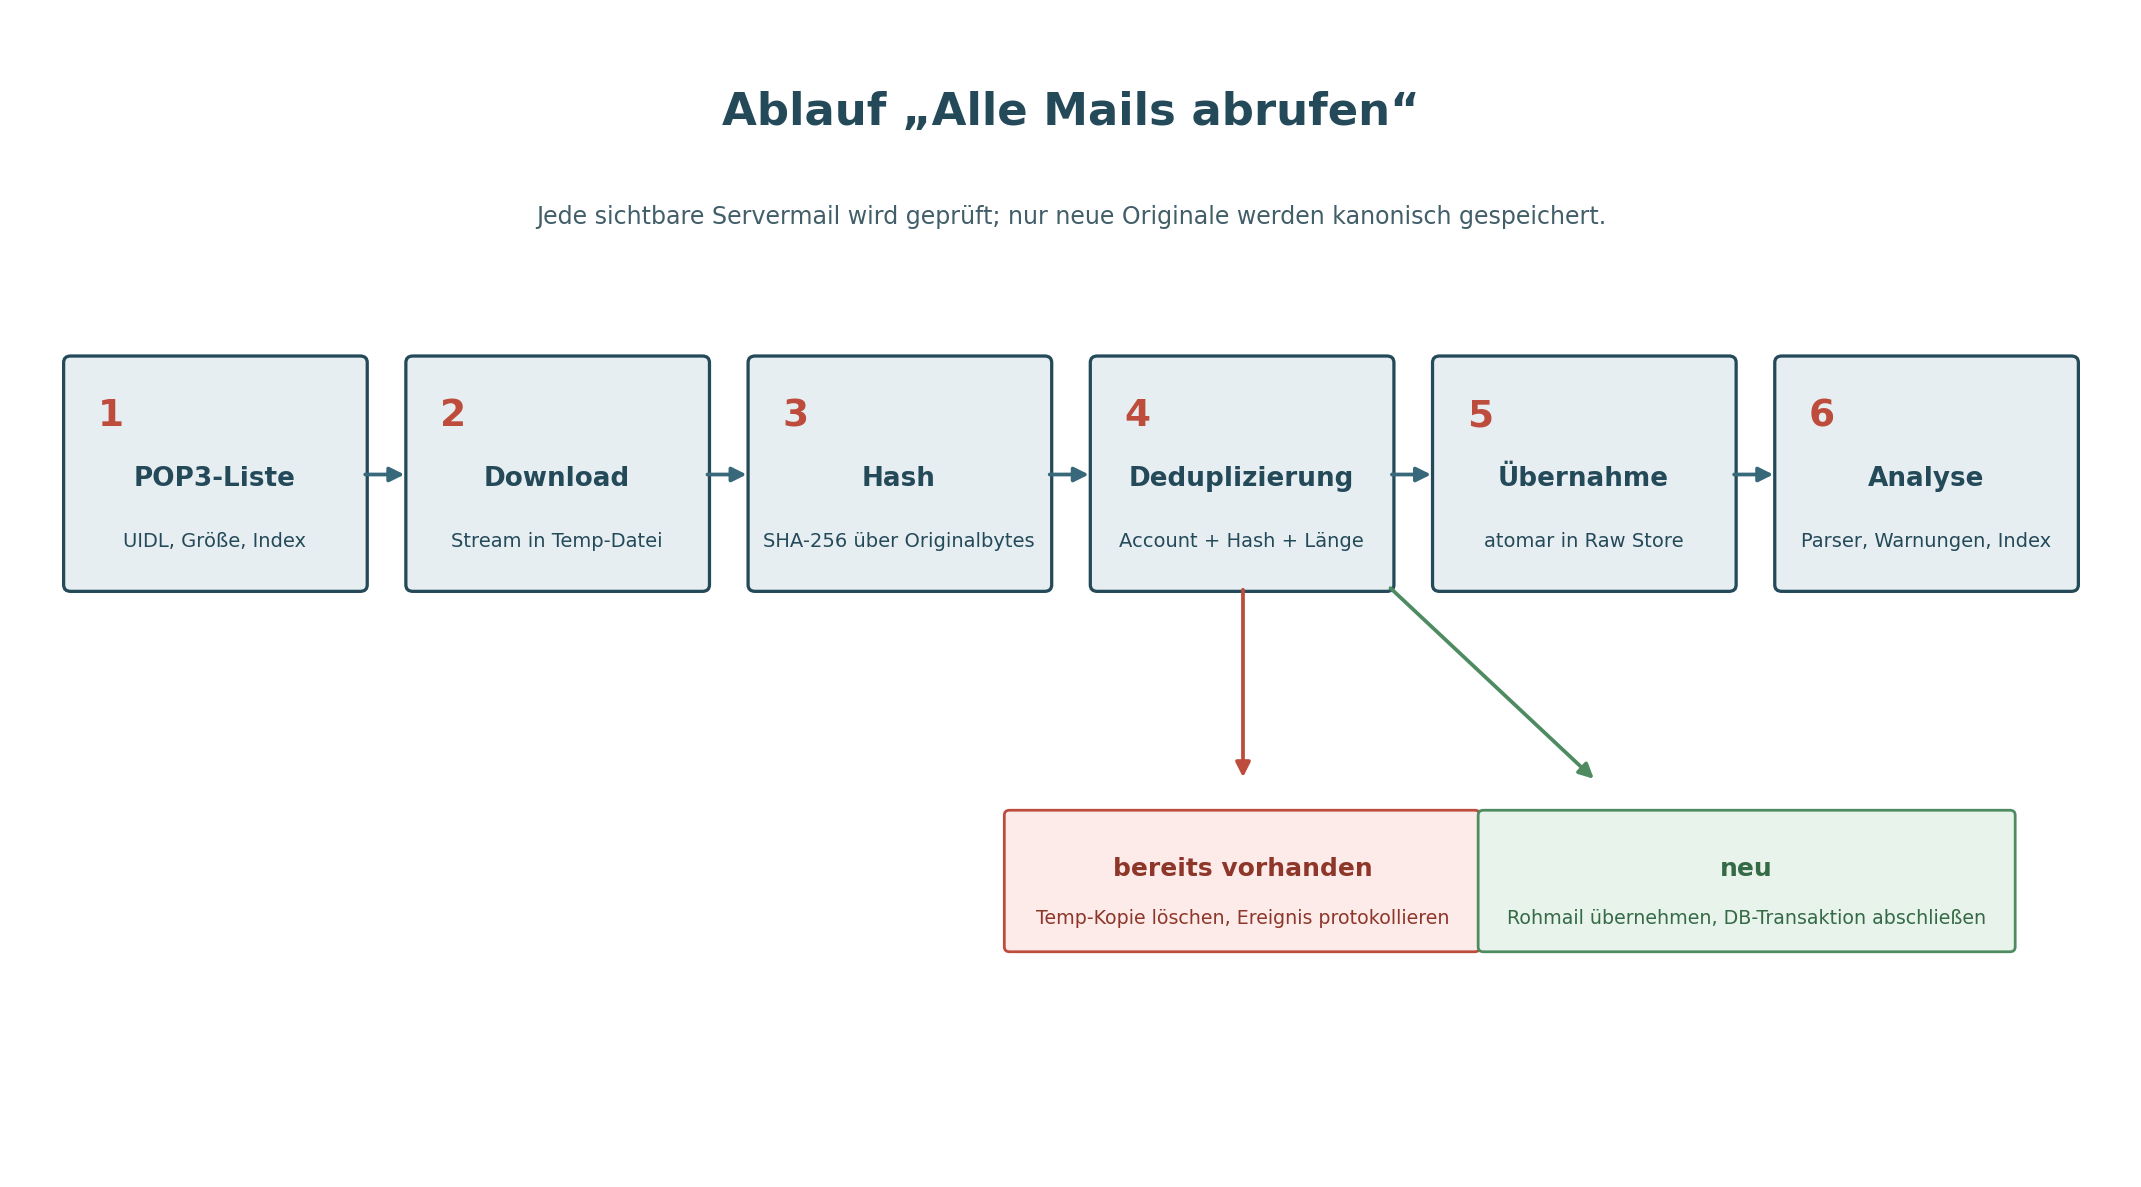 Ablauf „Alle Mails abrufen“
Jede sichtbare Servermail wird geprüft; nur neue Originale werden kanonisch gespeichert.
1
POP3-Liste
UIDL, Größe, Index
2
Download
Stream in Temp-Datei
3
Hash
SHA-256 über Originalbytes
4
Deduplizierung
Account + Hash + Länge
5
Übernahme
atomar in Raw Store
6
Analyse
Parser, Warnungen, Index
bereits vorhanden
Temp-Kopie löschen, Ereignis protokollieren
neu
Rohmail übernehmen, DB-Transaktion abschließen